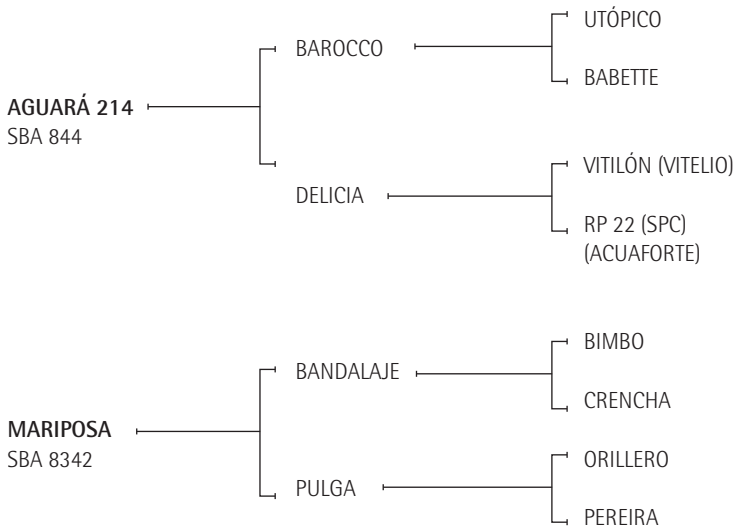 UTÓPICO
BAROCCO
BABETTE
AGUARÁ 214
SBA 844
VITILÓN (VITELIO)
DELICIA
RP 22 (SPC)
(ACUAFORTE)
BIMBO
BANDALAJE
CRENCHA
MARIPOSA
SBA 8342
ORILLERO
PULGA
PEREIRA